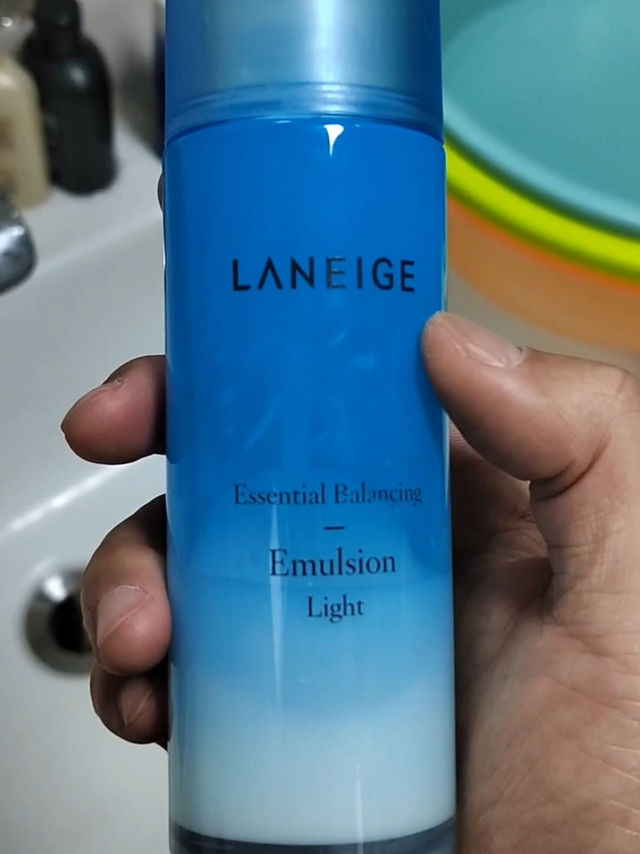 LANEIGE
Essential Balancing
Emulsion
Light